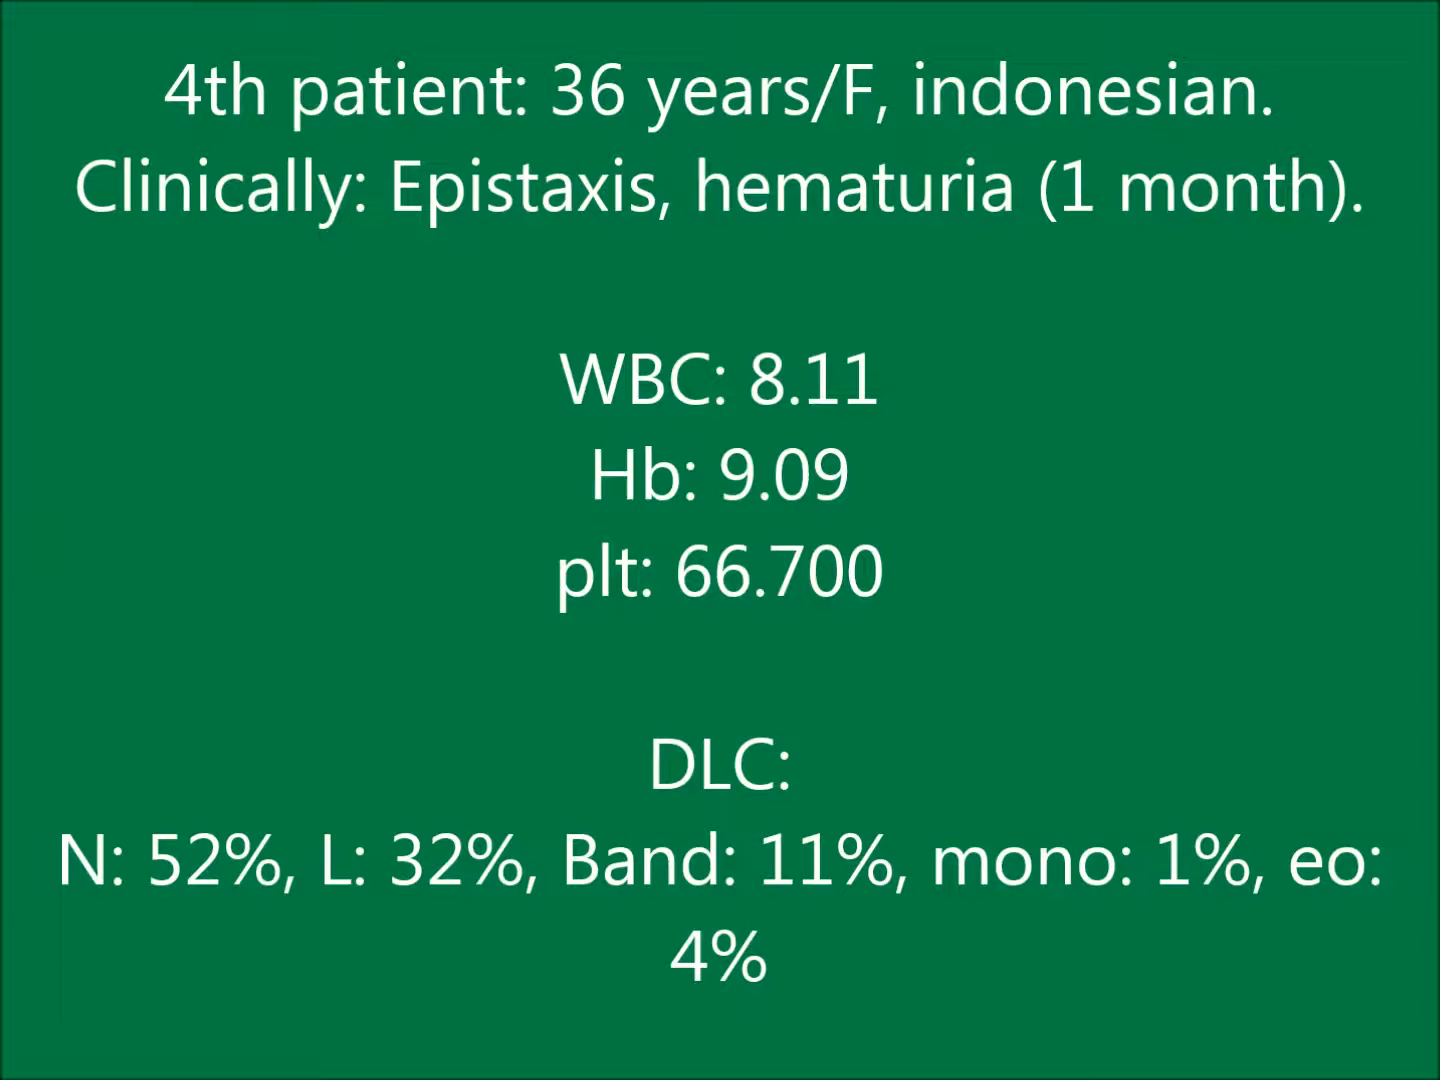 4th patient: 36 years/F, indonesian.
Clinically: Epistaxis, hematuria (1 month).
WBC: 8.11
Hb: 9.09
plt: 66.700
DLC:
N: 52%, L: 32%, Band: 11%, mono: 1%, eo:
4%